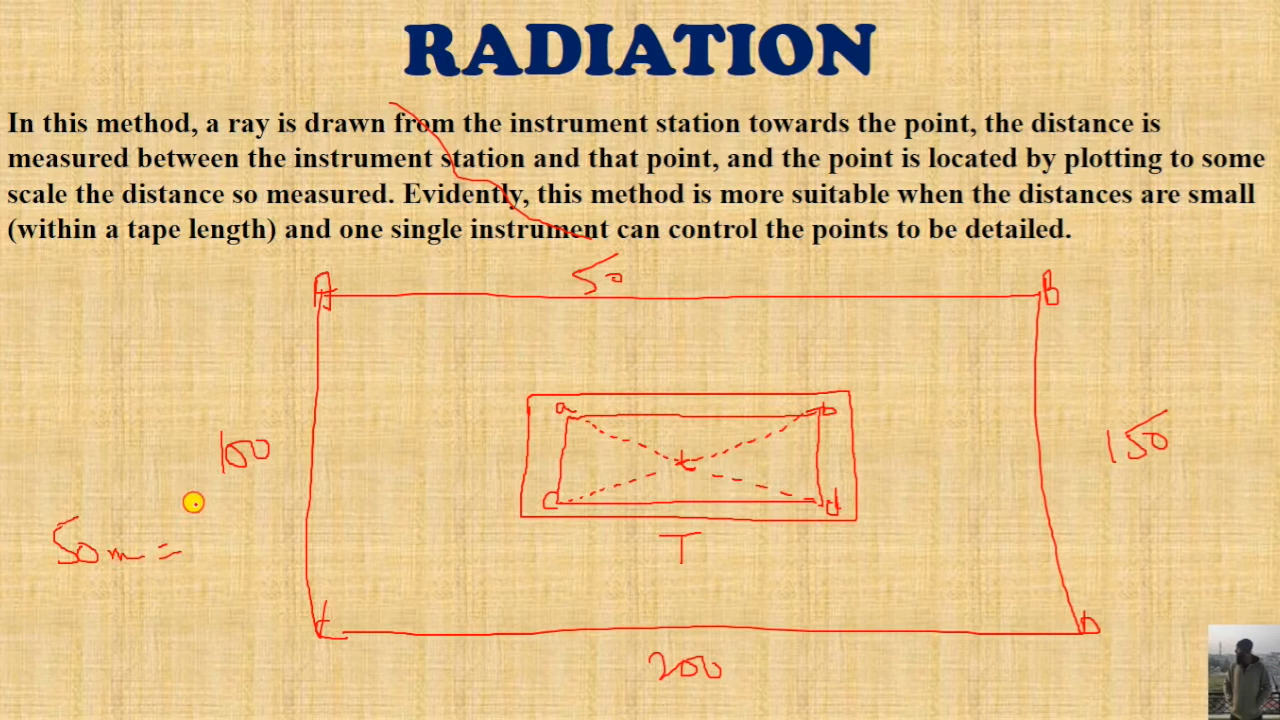 RADIATION
In this method, a ray is drawn from the instrument station towards the point, the distance is
measured between the instrument station and that point, and the point is located by plotting to some
scale the distance so measured. Evidently, this method is more suitable when the distances are small
(within a tape length) and one single instrument can control the points to be detailed.
50
A B
a b
100 t 150
c d
50m =
T
C D
200